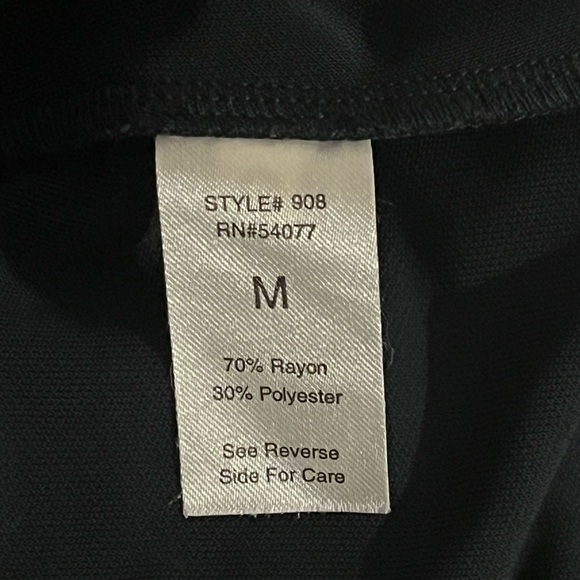 STYLE# 908
RN#54077
M
70% Rayon
30% Polyester
See Reverse
Side For Care